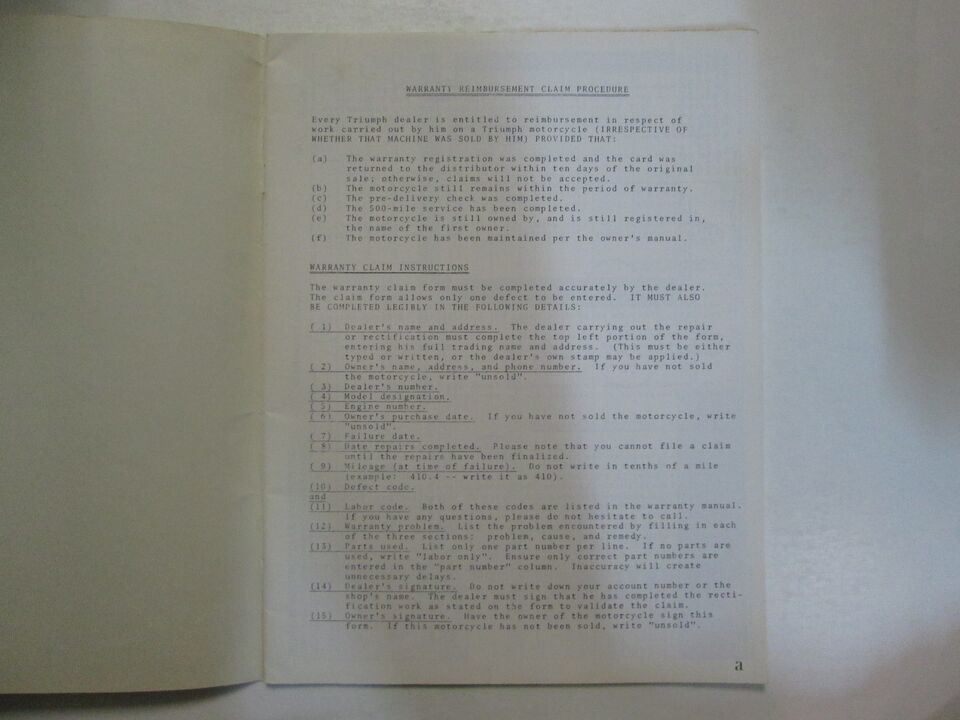 WARRANTY REIMBURSEMENT CLAIM PROCEDURE
Every Triumph dealer is entitled to reimbursement in respect of
work carried out by him on a Triumph motorcycle (IRRESPECTIVE OF
WHETHER THAT MACHINE WAS SOLD BY HIM) PROVIDED THAT:
(a) The warranty registration was completed and the card was
returned to the distributor within ten days of the original
sale; otherwise, claims will not be accepted.
(b) The motorcycle still remains within the period of warranty.
(c) The pre-delivery check was completed.
(d) The 500-mile service has been completed.
(e) The motorcycle is still owned by, and is still registered in,
the name of the first owner.
(f) The motorcycle has been maintained per the owner's manual.
WARRANTY CLAIM INSTRUCTIONS
The warranty claim form must be completed accurately by the dealer.
The claim form allows only one defect to be entered. IT MUST ALSO
BE COMPLETED LEGIBLY IN THE FOLLOWING DETAILS:
( 1) Dealer's name and address. The dealer carrying out the repair
or rectification must complete the top left portion of the form,
entering his full trading name and address. (This must be either
typed or written, or the dealer's own stamp may be applied.)
( 2) Owner's name, address, and phone number. If you have not sold
the motorcycle, write "unsold".
( 3) Dealer's number.
( 4) Model designation.
( 5) Engine number.
( 6) Owner's purchase date. If you have not sold the motorcycle, write
"unsold".
( 7) Failure date.
( 8) Date repairs completed. Please note that you cannot file a claim
until the repairs have been finalized.
( 9) Mileage (at time of failure). Do not write in tenths of a mile
(example: 410.4 -- write it as 410).
(10) Defect code.
and
(11) Labor code. Both of these codes are listed in the warranty manual.
If you have any questions, please do not hesitate to call.
(12) Warranty problem. List the problem encountered by filling in each
of the three sections: problem, cause, and remedy.
(13) Parts used. List only one part number per line. If no parts are
used, write "labor only". Ensure only correct part numbers are
entered in the "part number" column. Inaccuracy will create
unnecessary delays.
(14) Dealer's signature. Do not write down your account number or the
shop's name. The dealer must sign that he has completed the recti-
fication work as stated on the form to validate the claim.
(15) Owner's signature. Have the owner of the motorcycle sign this
form. If this motorcycle has not been sold, write "unsold".
a